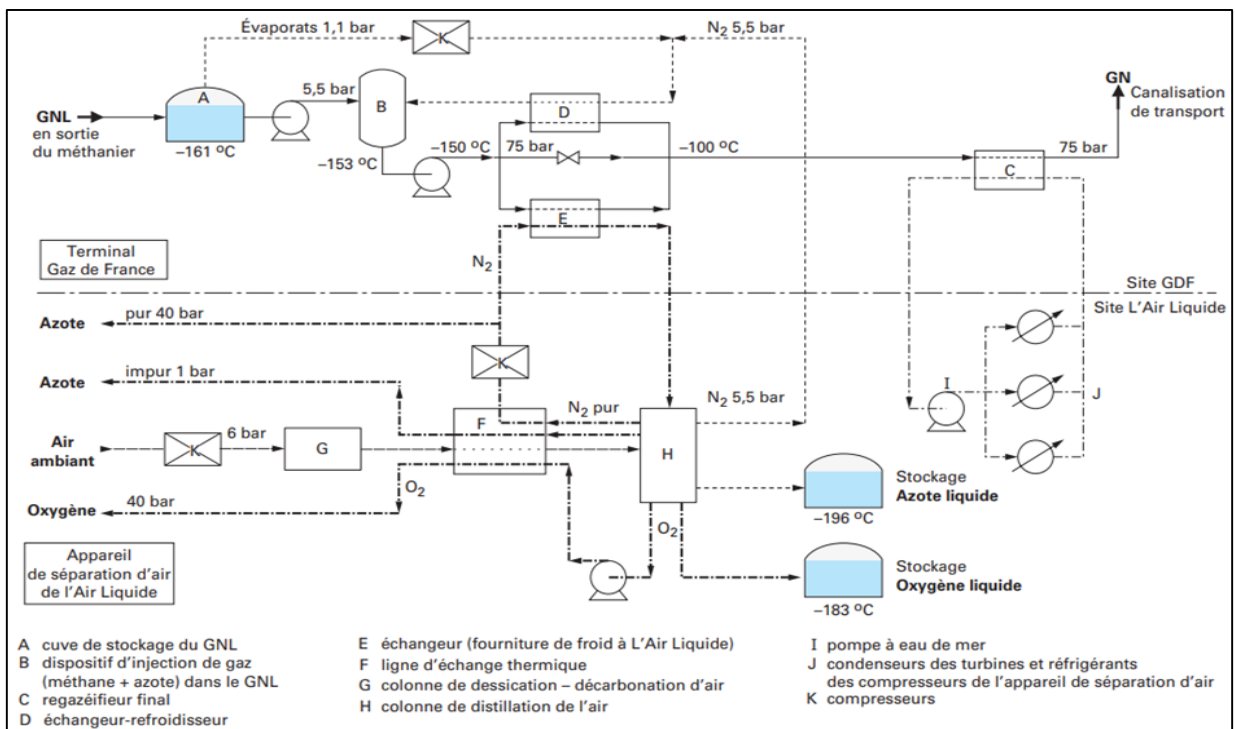 Évaporats 1,1 bar
K
N₂ 5,5 bar
GN
Canalisation
de transport
A
5,5 bar
B
D
GNL
en sortie
du méthanier
–161 °C
–153 °C
–150 °C
75 bar
–100 °C
75 bar
C
E
Terminal
Gaz de France
N₂
Site GDF
Site L'Air Liquide
Azote
pur 40 bar
K
Azote
impur 1 bar
I
J
N₂ pur
N₂ 5,5 bar
F
Air
ambiant
K
6 bar
G
H
Stockage
Azote liquide
–196 °C
O₂
Oxygène
40 bar
O₂
Appareil
de séparation d'air
de l'Air Liquide
Stockage
Oxygène liquide
–183 °C
A cuve de stockage du GNL
B dispositif d'injection de gaz
(méthane + azote) dans le GNL
C regazéifieur final
D échangeur-refroidisseur
E échangeur (fourniture de froid à L'Air Liquide)
F ligne d'échange thermique
G colonne de dessication – décarbonation d'air
H colonne de distillation de l'air
I pompe à eau de mer
J condenseurs des turbines et réfrigérants
des compresseurs de l'appareil de séparation d'air
K compresseurs